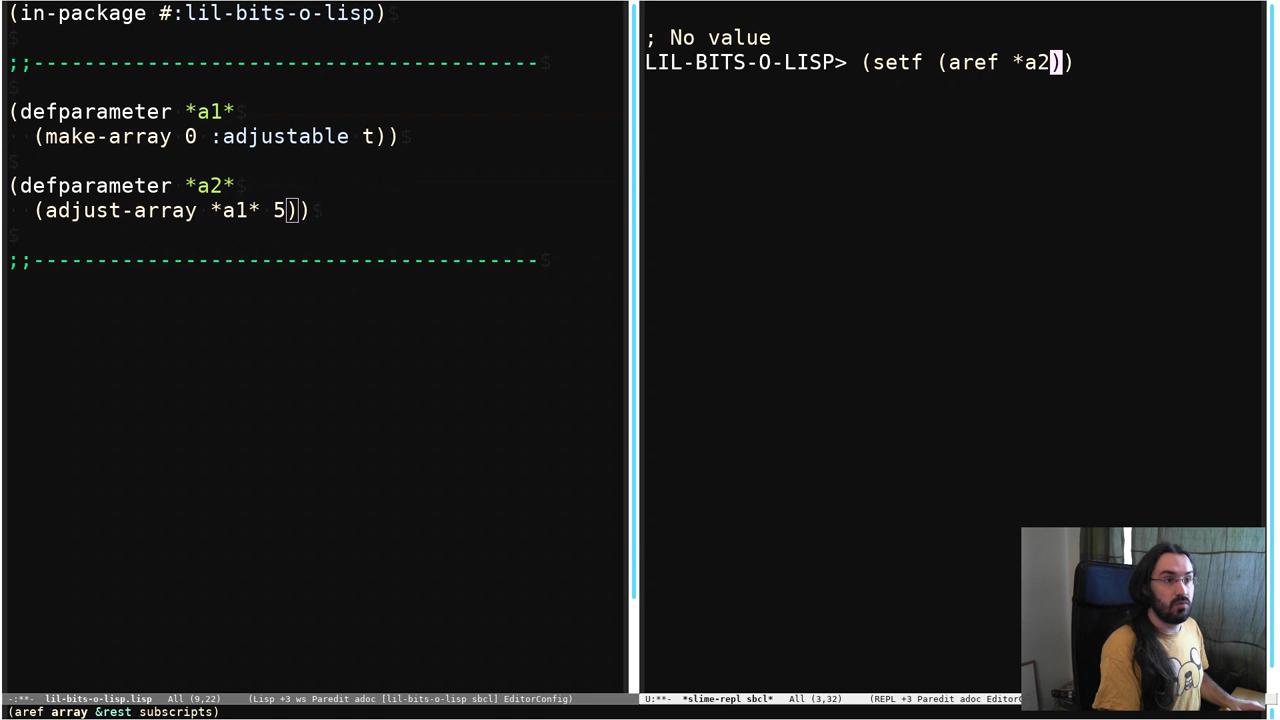 (in-package #:lil-bits-o-lisp)$
$
;;----------------------------------------$
$
(defparameter *a1*$
(make-array 0 :adjustable t))$
$
(defparameter *a2*$
(adjust-array *a1* 5))$
$
;;----------------------------------------$
-:**- lil-bits-o-lisp.lisp All (9,22) (Lisp +3 ws Paredit adoc [lil-bits-o-lisp sbcl] EditorConfig)
(aref array &rest subscripts)
; No value
LIL-BITS-O-LISP> (setf (aref *a2))
U:**- *slime-repl sbcl* All (3,32) (REPL +3 Paredit adoc EditorC